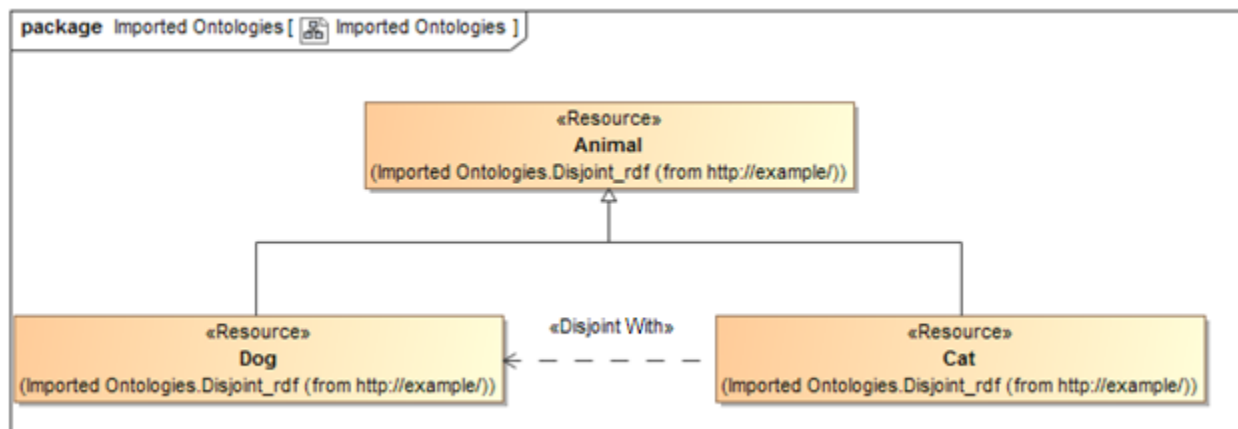 package Imported Ontologies [ Imported Ontologies ]
«Resource»
Animal
(Imported Ontologies.Disjoint_rdf (from http://example/))
«Resource»
Dog
(Imported Ontologies.Disjoint_rdf (from http://example/))
«Disjoint With»
«Resource»
Cat
(Imported Ontologies.Disjoint_rdf (from http://example/))